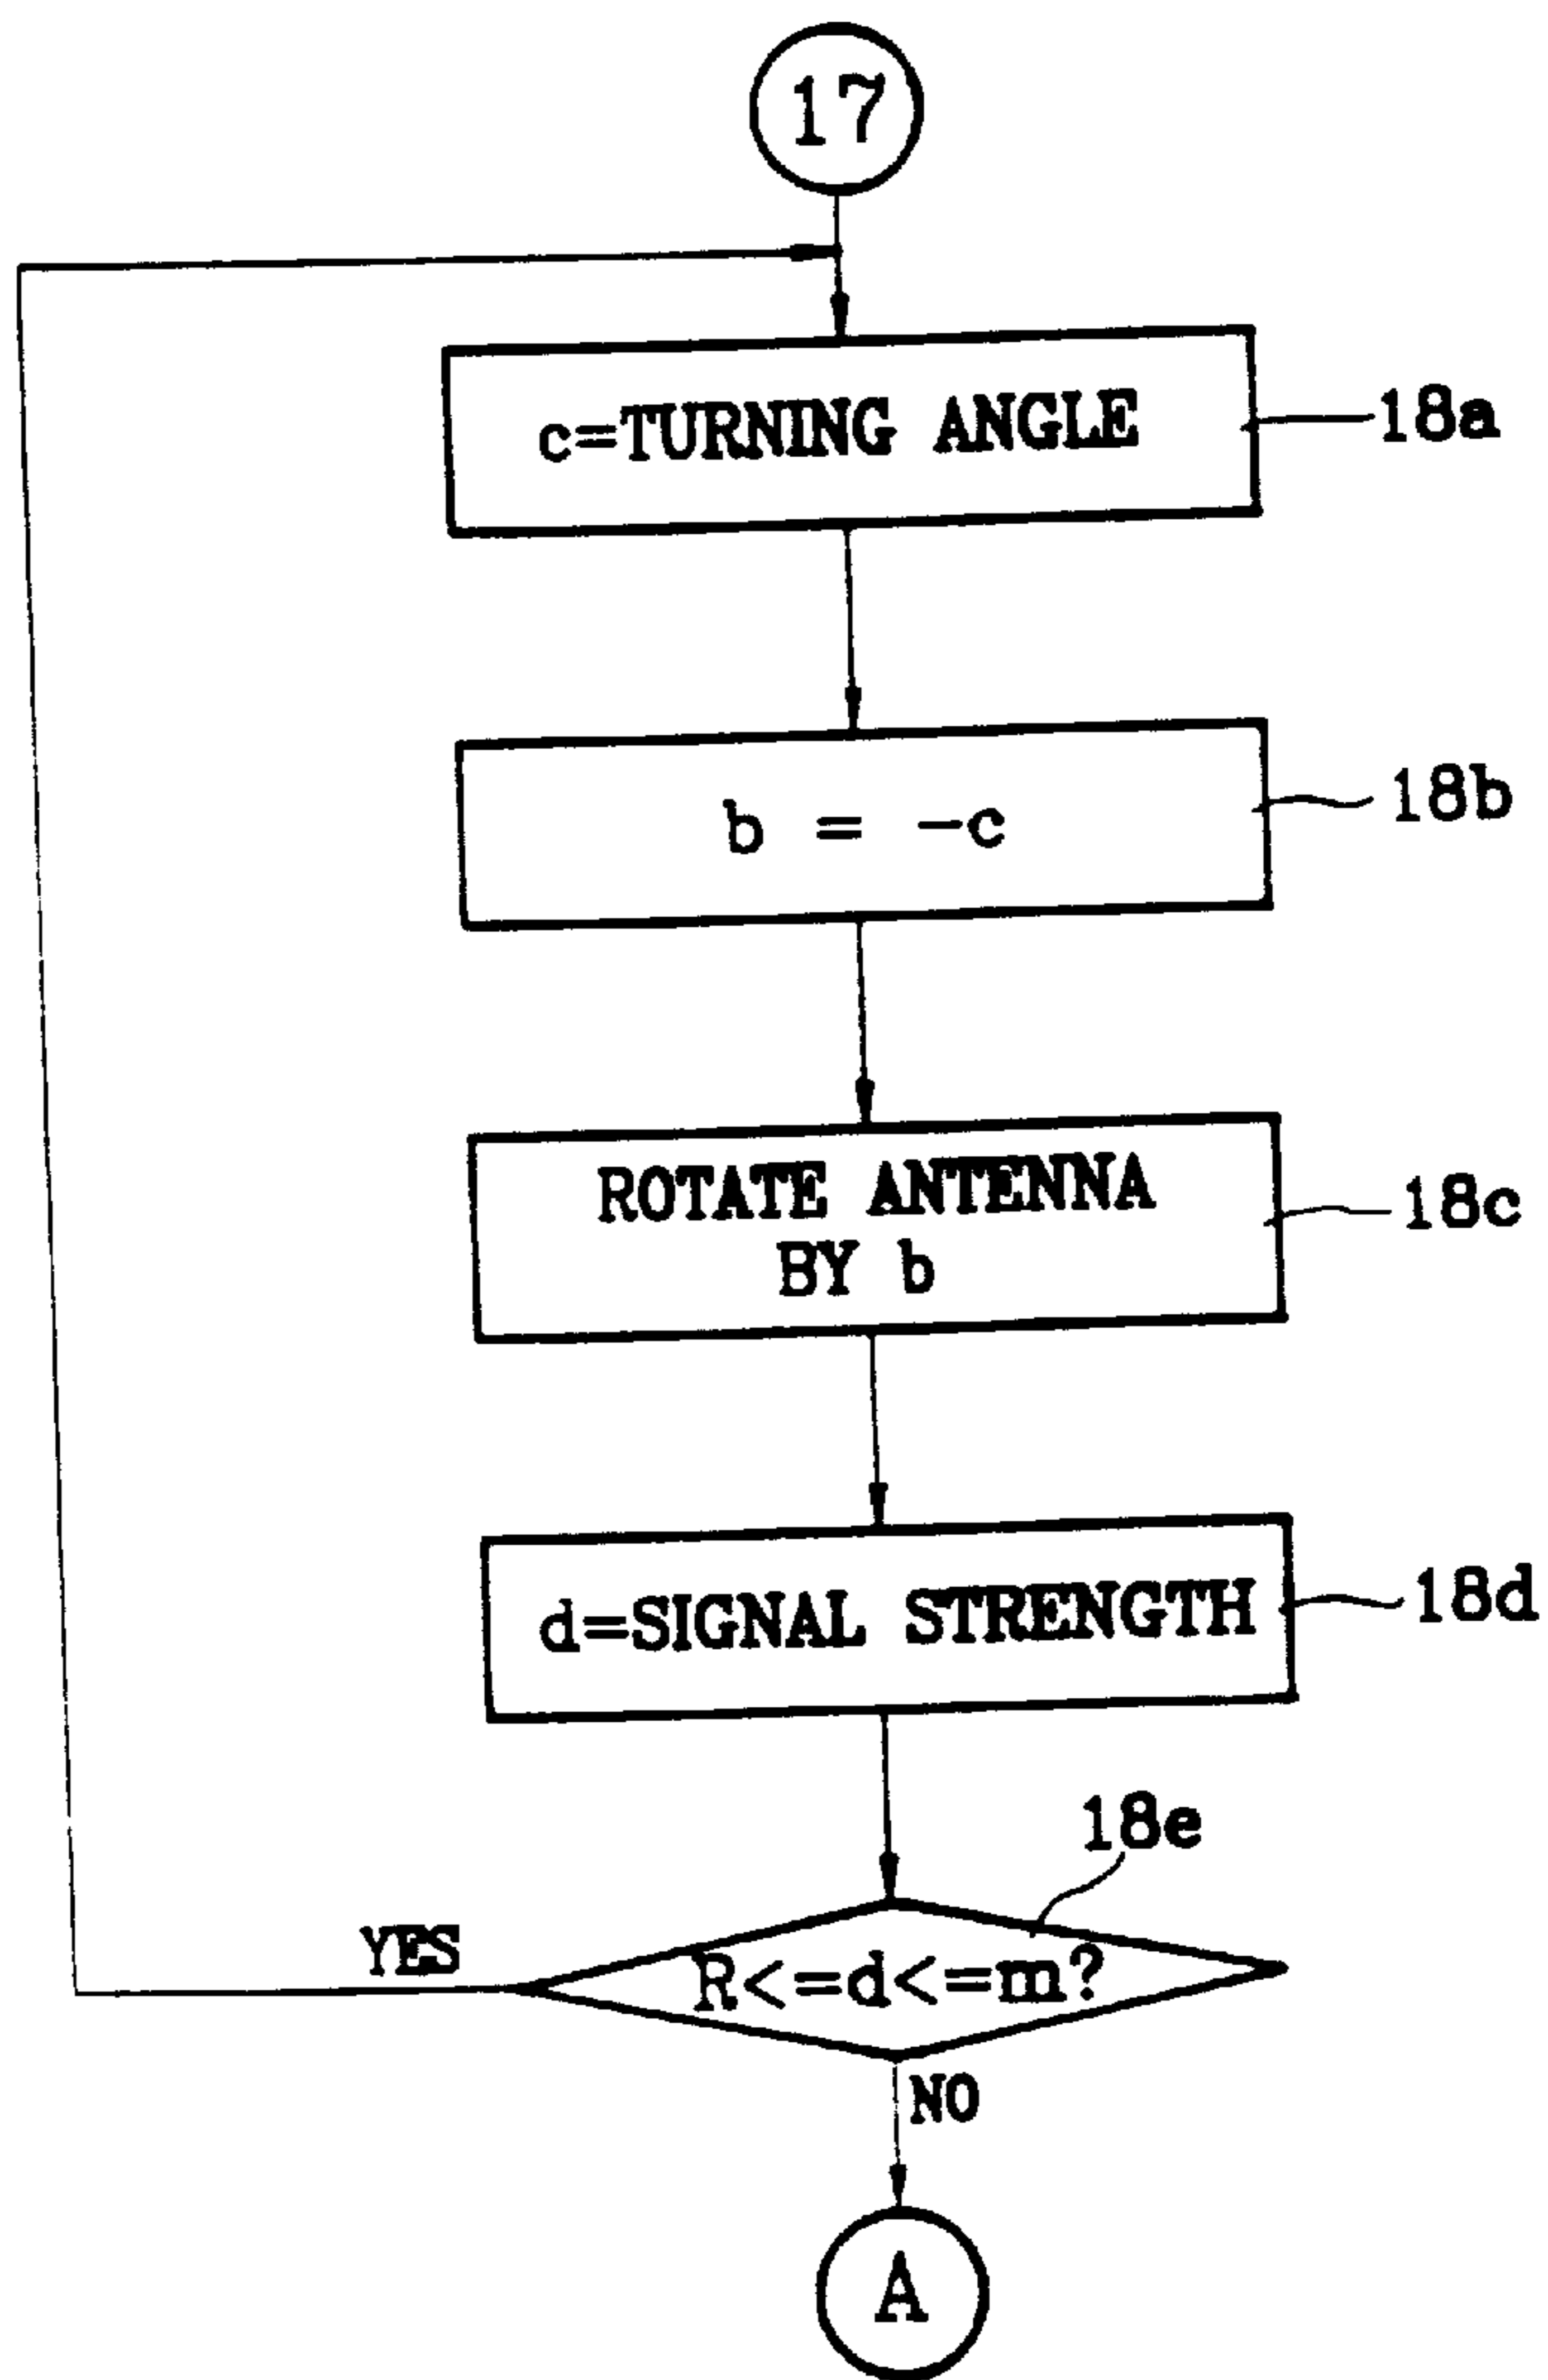 17
c=TURNING ANGLE
18a
b = -c
18b
ROTATE ANTENNA
BY b
18c
d=SIGNAL STRENGTH
18d
18e
YES
R<=d<=m?
NO
A